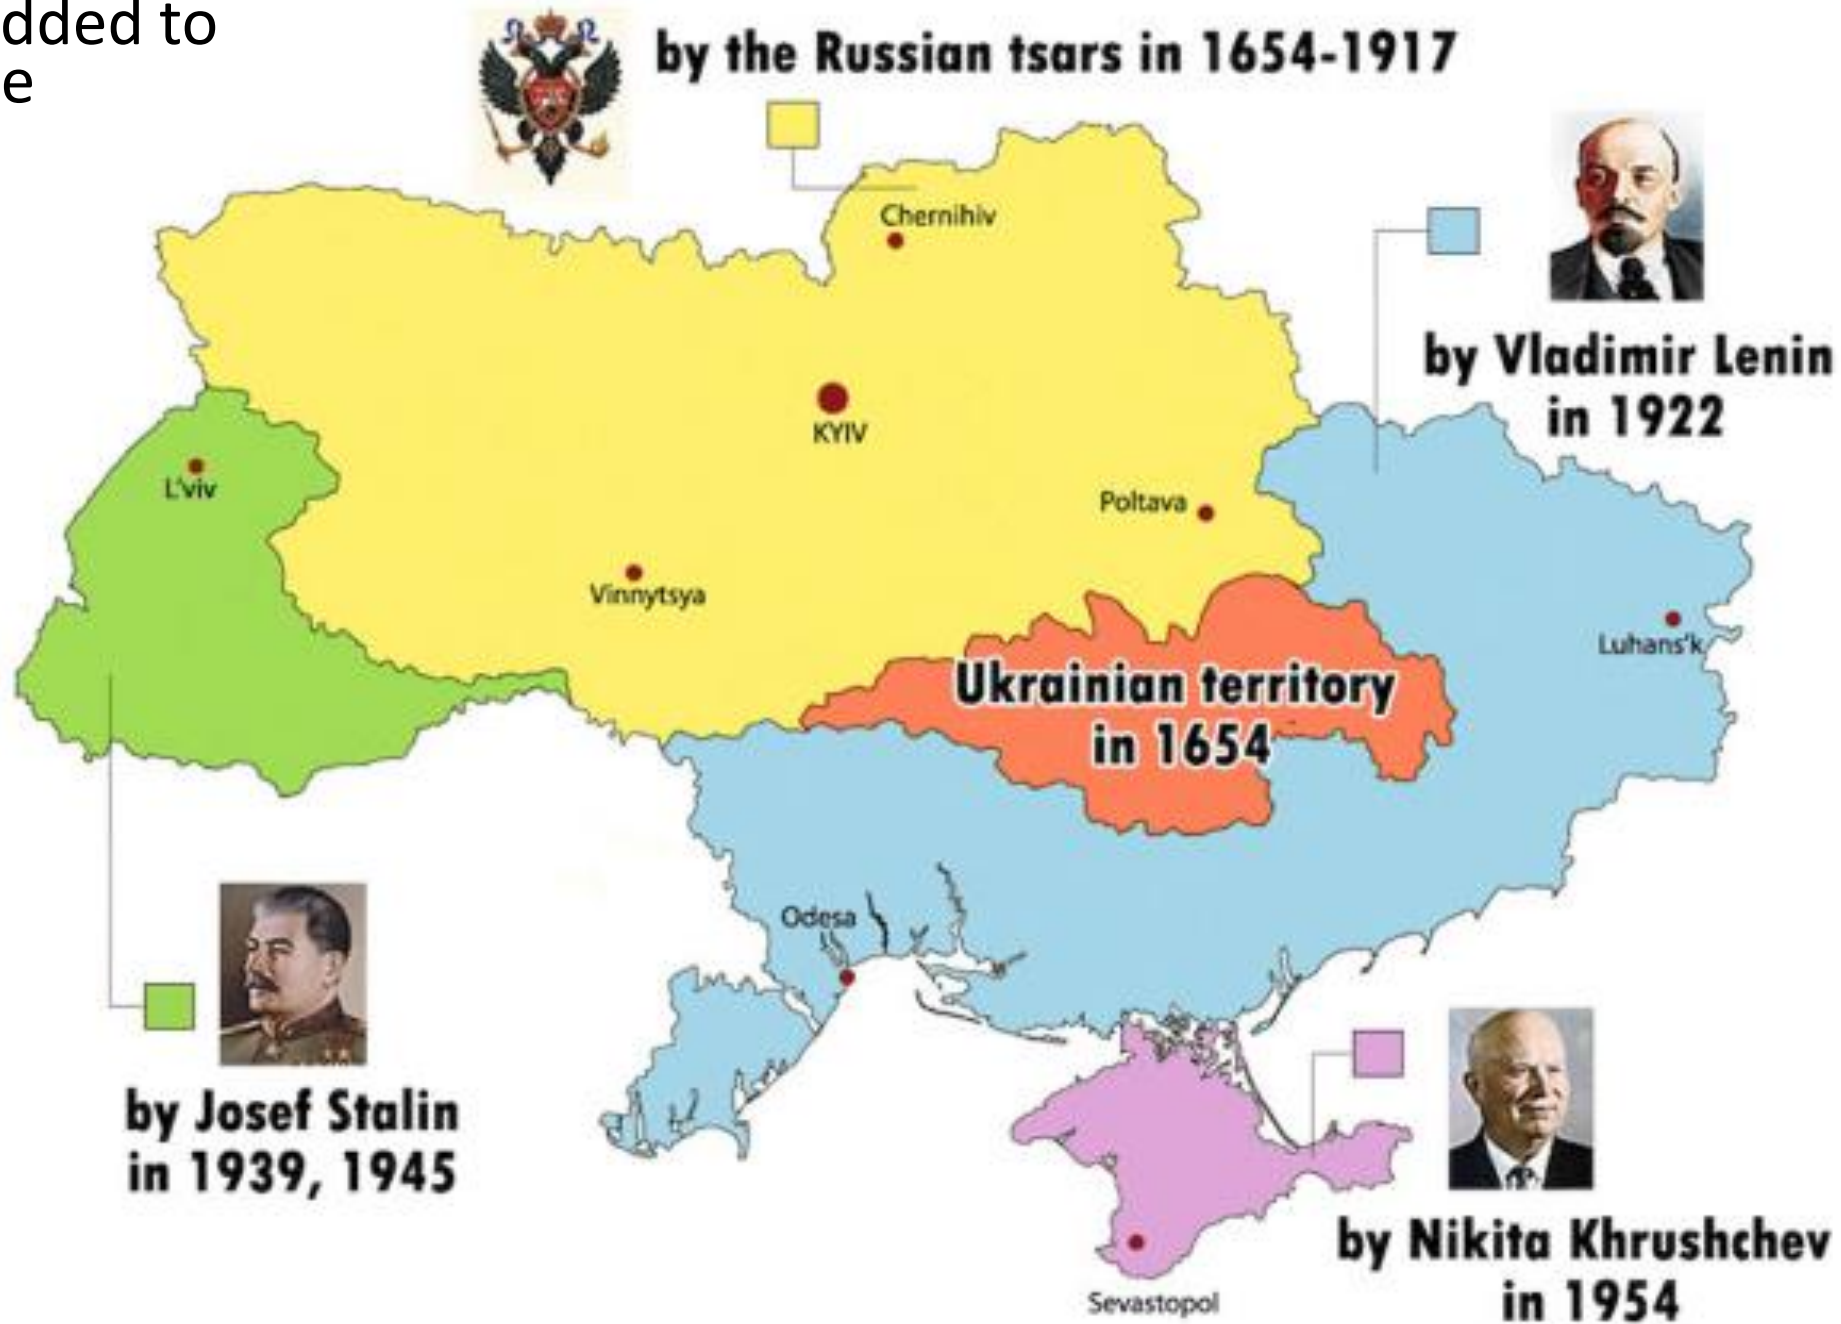 dded to
e
by the Russian tsars in 1654-1917
Chernihiv
by Vladimir Lenin
in 1922
KYIV
L'viv
Poltava
Vinnytsya
Luhans'k
Ukrainian territory
in 1654
Odesa
by Josef Stalin
in 1939, 1945
by Nikita Khrushchev
in 1954
Sevastopol